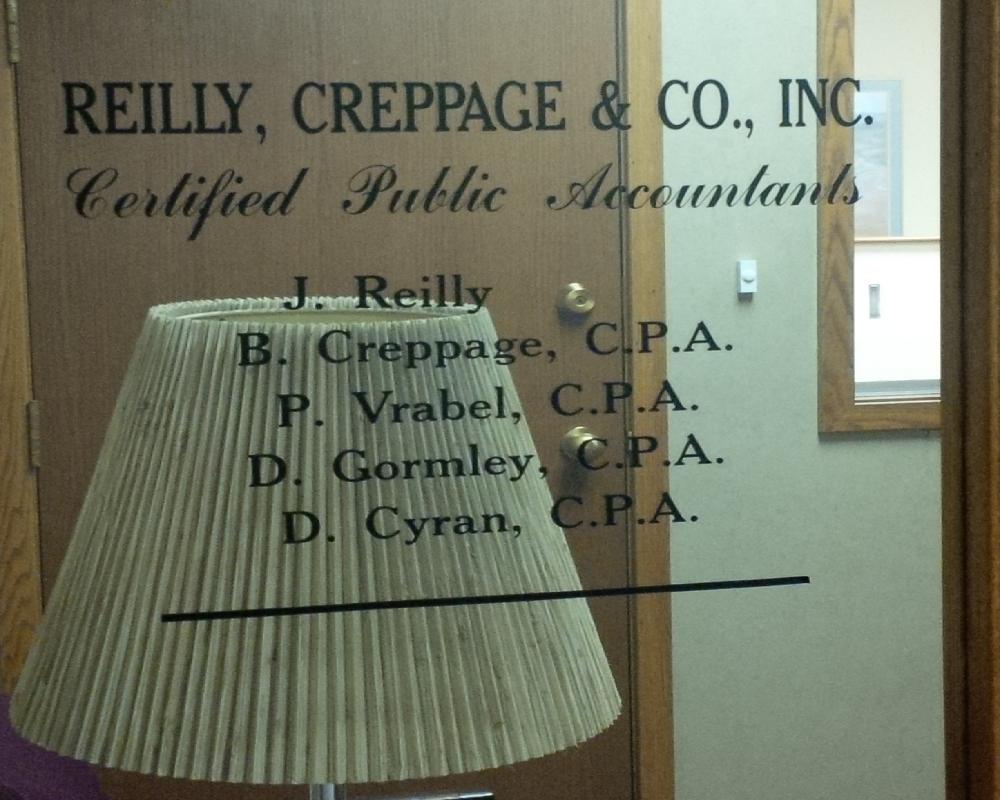 REILLY, CREPPAGE & CO., INC.
Certified Public Accountants
J. Reilly
B. Creppage, C.P.A.
P. Vrabel, C.P.A.
D. Gormley, C.P.A.
D. Cyran, C.P.A.